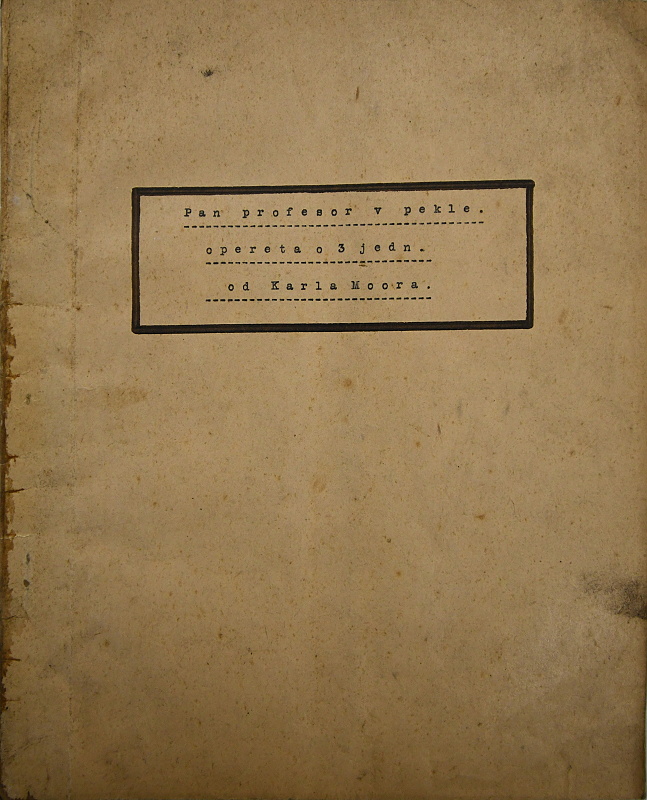 Pan profesor v pekle.
opereta o 3 jedn.
od Karla Moora.